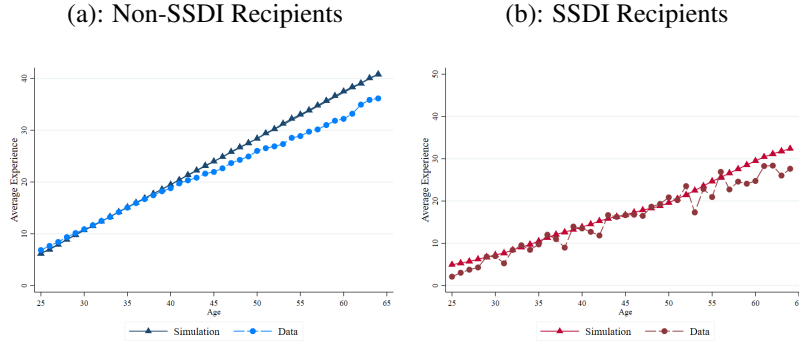 (a): Non-SSDI Recipients
Average Experience
40
30
20
10
0
25 30 35 40 45 50 55 60 65
Age
Simulation Data
(b): SSDI Recipients
Average Experience
50
40
30
20
10
0
25 30 35 40 45 50 55 60
Age
Simulation Data